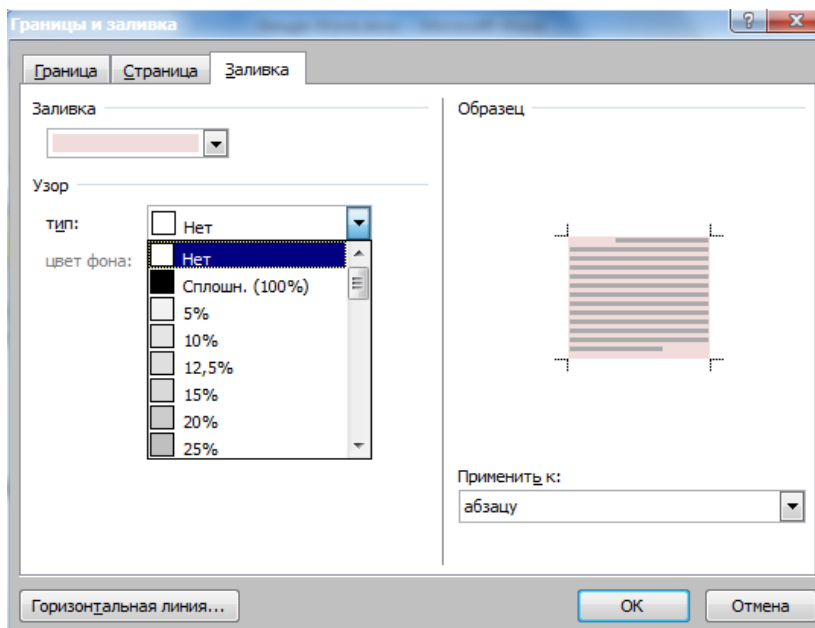 Границы и заливка
Граница Страница Заливка
Заливка
Образец
Узор
тип:
Нет
цвет фона:
Нет
Сплошн. (100%)
5%
10%
12,5%
15%
20%
25%
Применить к:
абзацу
Горизонтальная линия...
ОК
Отмена